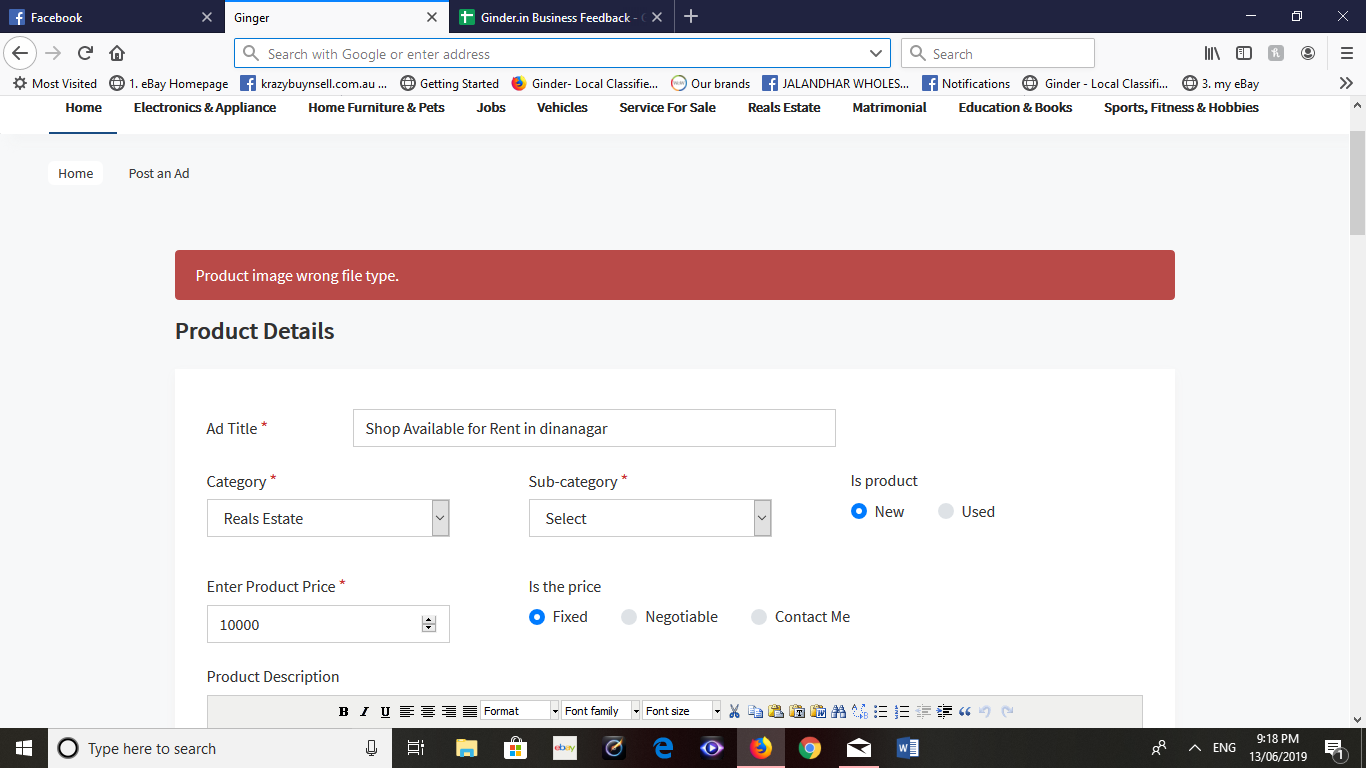 Facebook
Ginger
Ginder.in Business Feedback -
Search with Google or enter address
Search
Most Visited
1. eBay Homepage
krazybuynsell.com.au ...
Getting Started
Ginder- Local Classifie...
Our brands
JALANDHAR WHOLES...
Notifications
Ginder - Local Classifi...
3. my eBay
Home
Electronics & Appliance
Home Furniture & Pets
Jobs
Vehicles
Service For Sale
Reals Estate
Matrimonial
Education & Books
Sports, Fitness & Hobbies
Home
Post an Ad
Product image wrong file type.
Product Details
Ad Title *
Shop Available for Rent in dinanagar
Category *
Sub-category *
Is product
Reals Estate
Select
New
Used
Enter Product Price *
Is the price
10000
Fixed
Negotiable
Contact Me
Product Description
B I U
Format
Font family
Font size
Type here to search
ebay
ENG
9:18 PM
13/06/2019
1